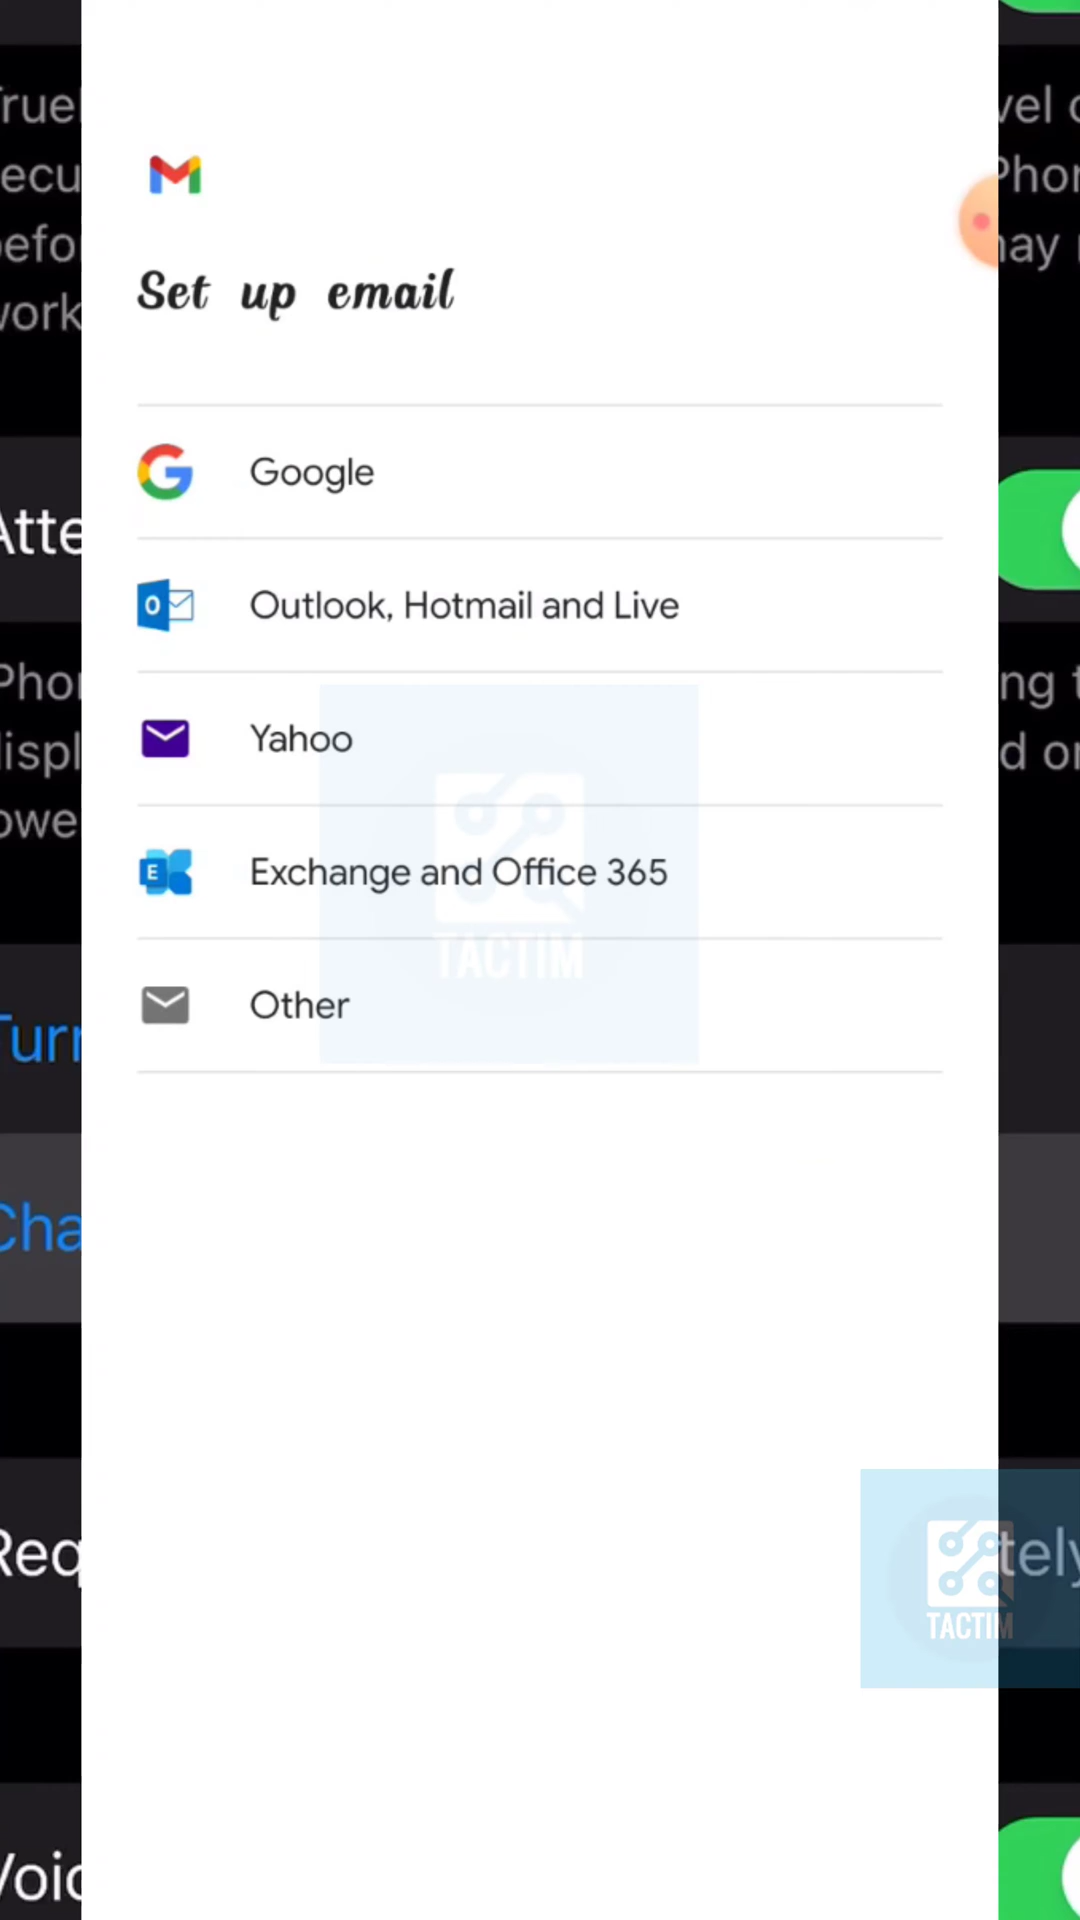 Set up email
Google
Outlook, Hotmail and Live
Yahoo
Exchange and Office 365
Other
TACTIM
TACTIM